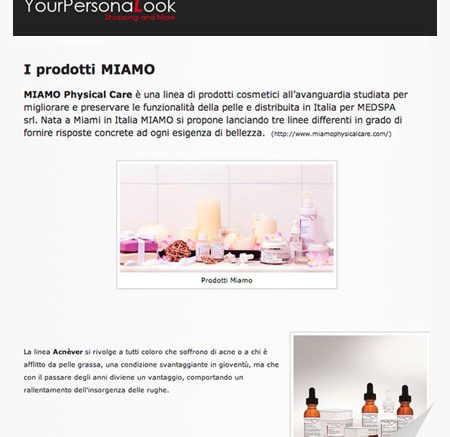 YourPersonaLook
Shopping and More
I prodotti MIAMO
MIAMO Physical Care è una linea di prodotti cosmetici all’avanguardia studiata per
migliorare e preservare le funzionalità della pelle e distribuita in Italia per MEDSPA
srl. Nata a Miami in Italia MIAMO si propone lanciando tre linee differenti in grado di
fornire risposte concrete ad ogni esigenza di bellezza. (http://www.miamophysicalcare.com/)
Prodotti Miamo
La linea Acnèver si rivolge a tutti coloro che soffrono di acne o a chi è
afflitto da pelle grassa, una condizione svantaggiante in gioventù, ma che
con il passare degli anni diviene un vantaggio, comportando un
rallentamento dell'insorgenza delle rughe.